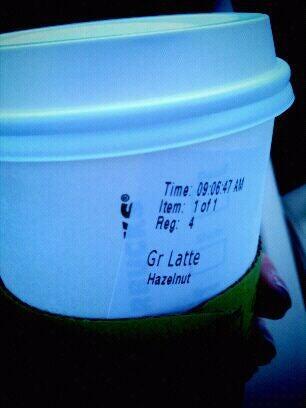 Time: 09:06:47 AM
Item: 1 of 1
Reg: 4
Gr Latte
Hazelnut